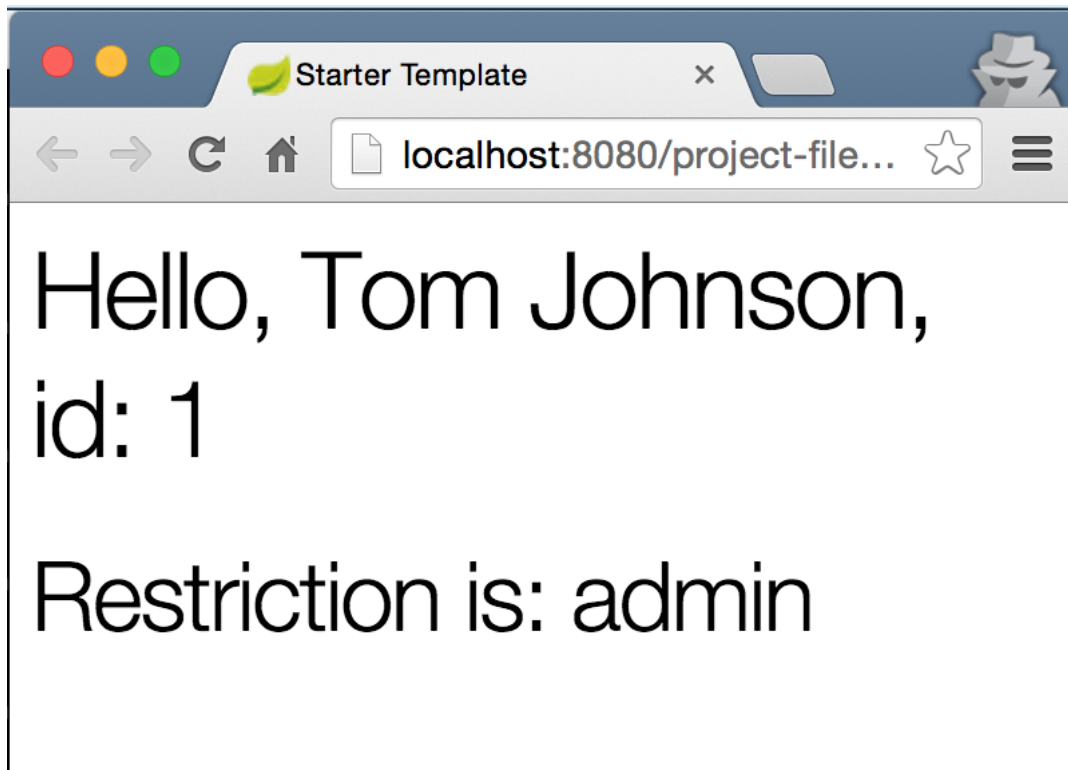 Starter Template
localhost:8080/project-file...
Hello, Tom Johnson,
id: 1
Restriction is: admin